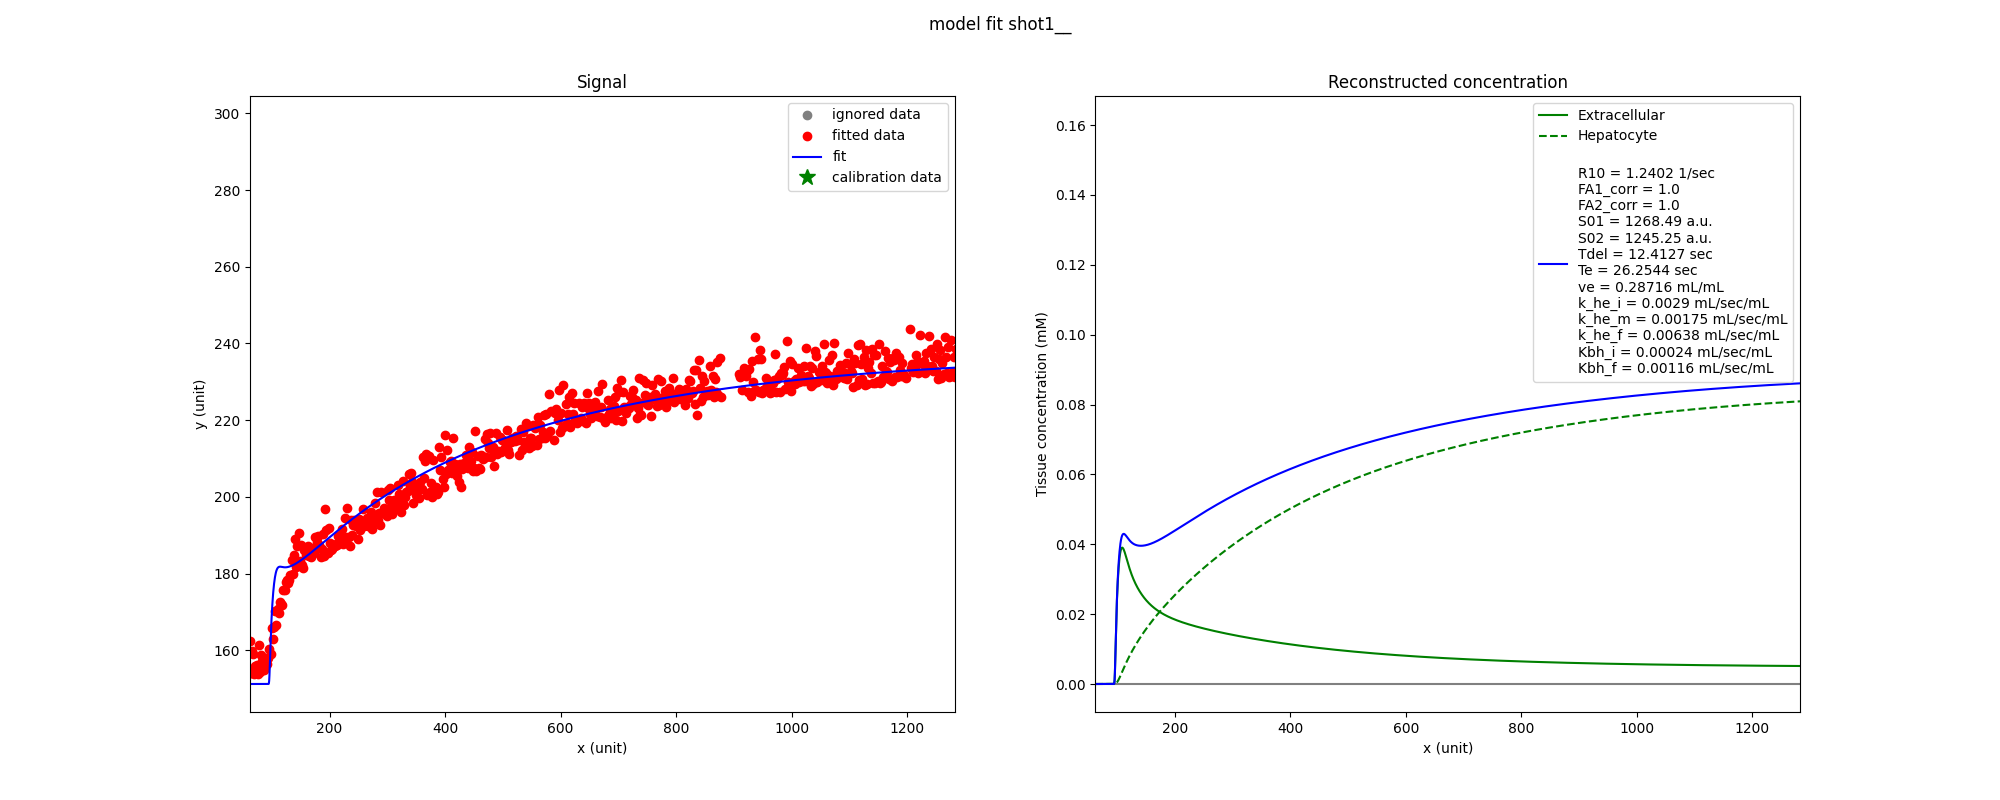 model fit shot1__
Signal
300
280
260
240
220
200
180
160
y (unit)
200
400
600
800
1000
1200
x (unit)
ignored data
fitted data
fit
calibration data
Reconstructed concentration
0.16
0.14
0.12
0.10
0.08
0.06
0.04
0.02
0.00
Tissue concentration (mM)
200
400
600
800
1000
1200
x (unit)
Extracellular
Hepatocyte
R10 = 1.2402 1/sec
FA1_corr = 1.0
FA2_corr = 1.0
S01 = 1268.49 a.u.
S02 = 1245.25 a.u.
Tdel = 12.4127 sec
Te = 26.2544 sec
ve = 0.28716 mL/mL
k_he_i = 0.0029 mL/sec/mL
k_he_m = 0.00175 mL/sec/mL
k_he_f = 0.00638 mL/sec/mL
Kbh_i = 0.00024 mL/sec/mL
Kbh_f = 0.00116 mL/sec/mL